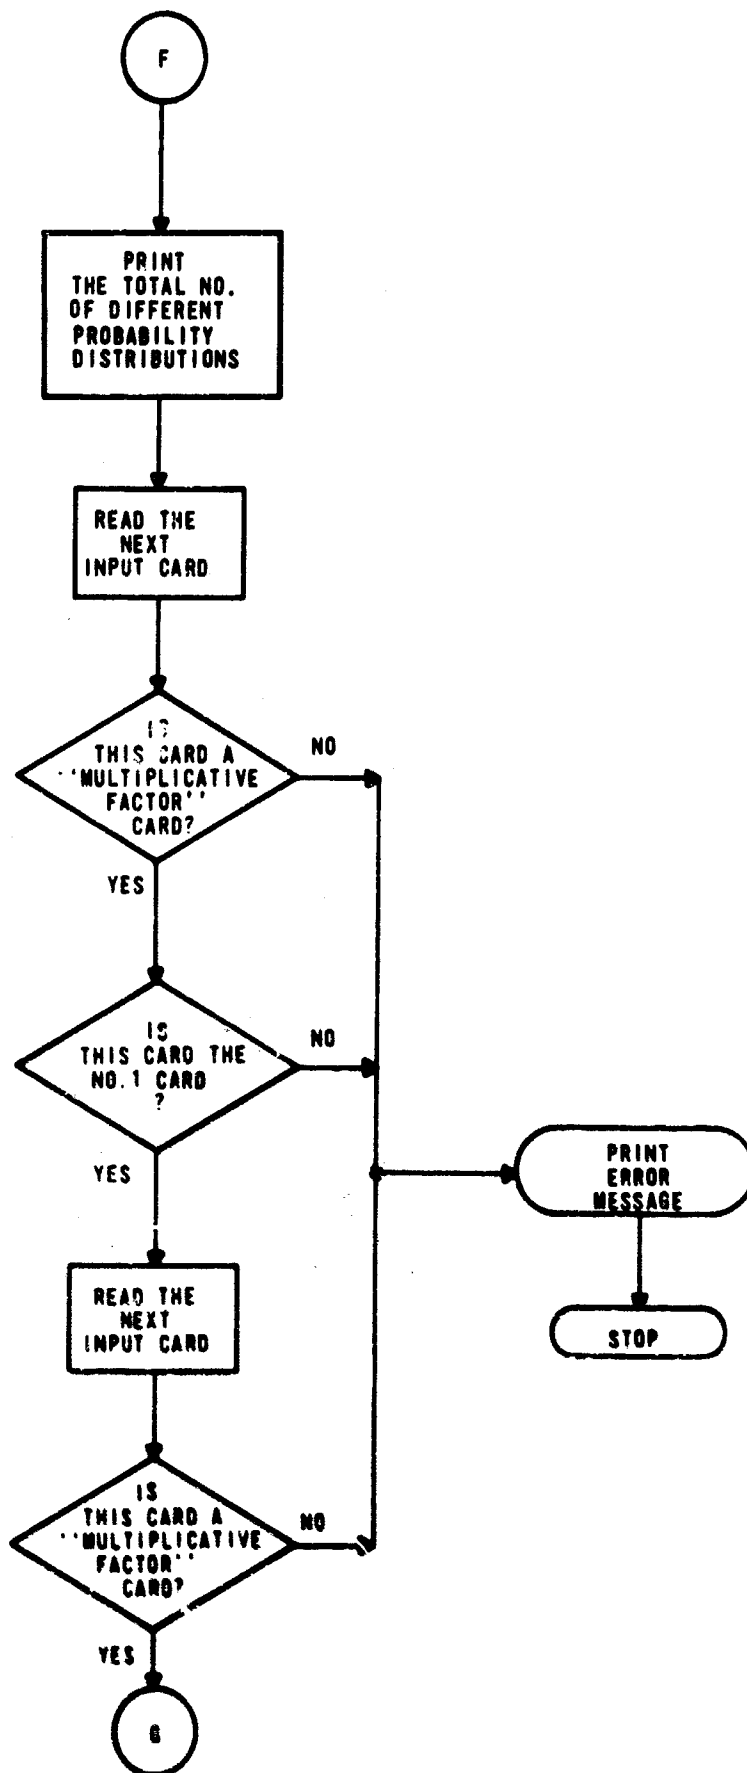 F
PRINT
THE TOTAL NO.
OF DIFFERENT
PROBABILITY
DISTRIBUTIONS
READ THE
NEXT
INPUT CARD
IS
THIS CARD A
''MULTIPLICATIVE
FACTOR''
CARD?
NO
YES
IS
THIS CARD THE
NO.1 CARD
?
NO
YES
PRINT
ERROR
MESSAGE
STOP
READ THE
NEXT
INPUT CARD
IS
THIS CARD A
''MULTIPLICATIVE
FACTOR''
CARD?
NO
YES
G